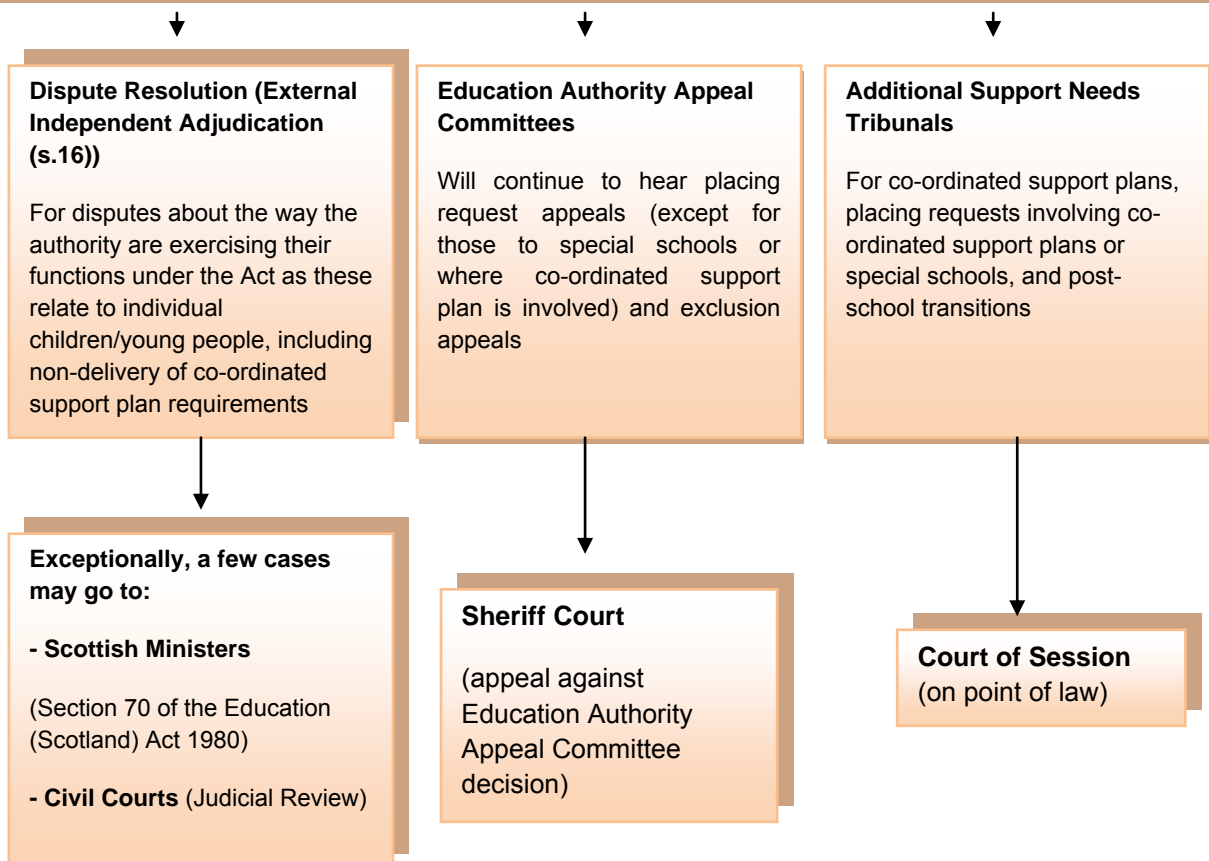 Dispute Resolution (External
Independent Adjudication
(s.16))
For disputes about the way the
authority are exercising their
functions under the Act as these
relate to individual
children/young people, including
non-delivery of co-ordinated
support plan requirements
Education Authority Appeal
Committees
Will continue to hear placing
request appeals (except for
those to special schools or
where co-ordinated support
plan is involved) and exclusion
appeals
Additional Support Needs
Tribunals
For co-ordinated support plans,
placing requests involving co-
ordinated support plans or
special schools, and post-
school transitions
Exceptionally, a few cases
may go to:
- Scottish Ministers
(Section 70 of the Education
(Scotland) Act 1980)
- Civil Courts (Judicial Review)
Sheriff Court
(appeal against
Education Authority
Appeal Committee
decision)
Court of Session
(on point of law)